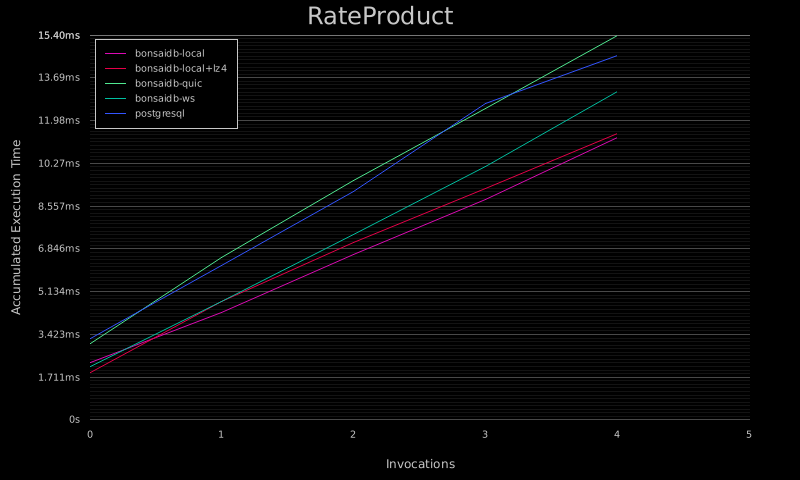 RateProduct
15.40ms
13.69ms
11.98ms
10.27ms
8.557ms
6.846ms
5.134ms
3.423ms
1.711ms
0s
bonsaidb-local
bonsaidb-local+lz4
bonsaidb-quic
bonsaidb-ws
postgresql
Accumulated Execution Time
0 1 2 3 4 5
Invocations